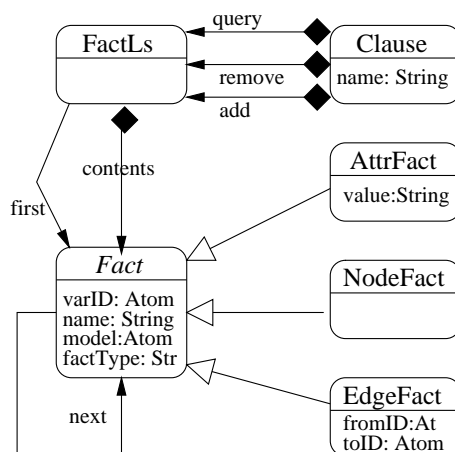 query
FactLs
Clause
name: String
remove
add
contents
first
AttrFact
value:String
Fact
varID: Atom
name: String
model:Atom
factType: Str
NodeFact
EdgeFact
fromID:At
toID: Atom
next